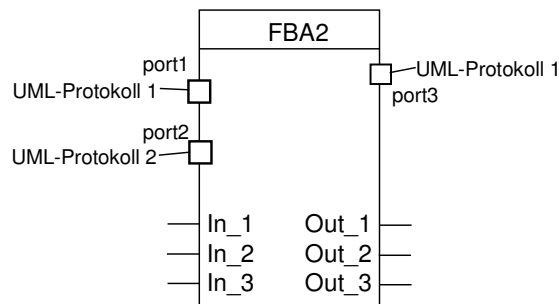 FBA2
port1
UML-Protokoll 1
UML-Protokoll 1
port3
port2
UML-Protokoll 2
In_1 Out_1
In_2 Out_2
In_3 Out_3